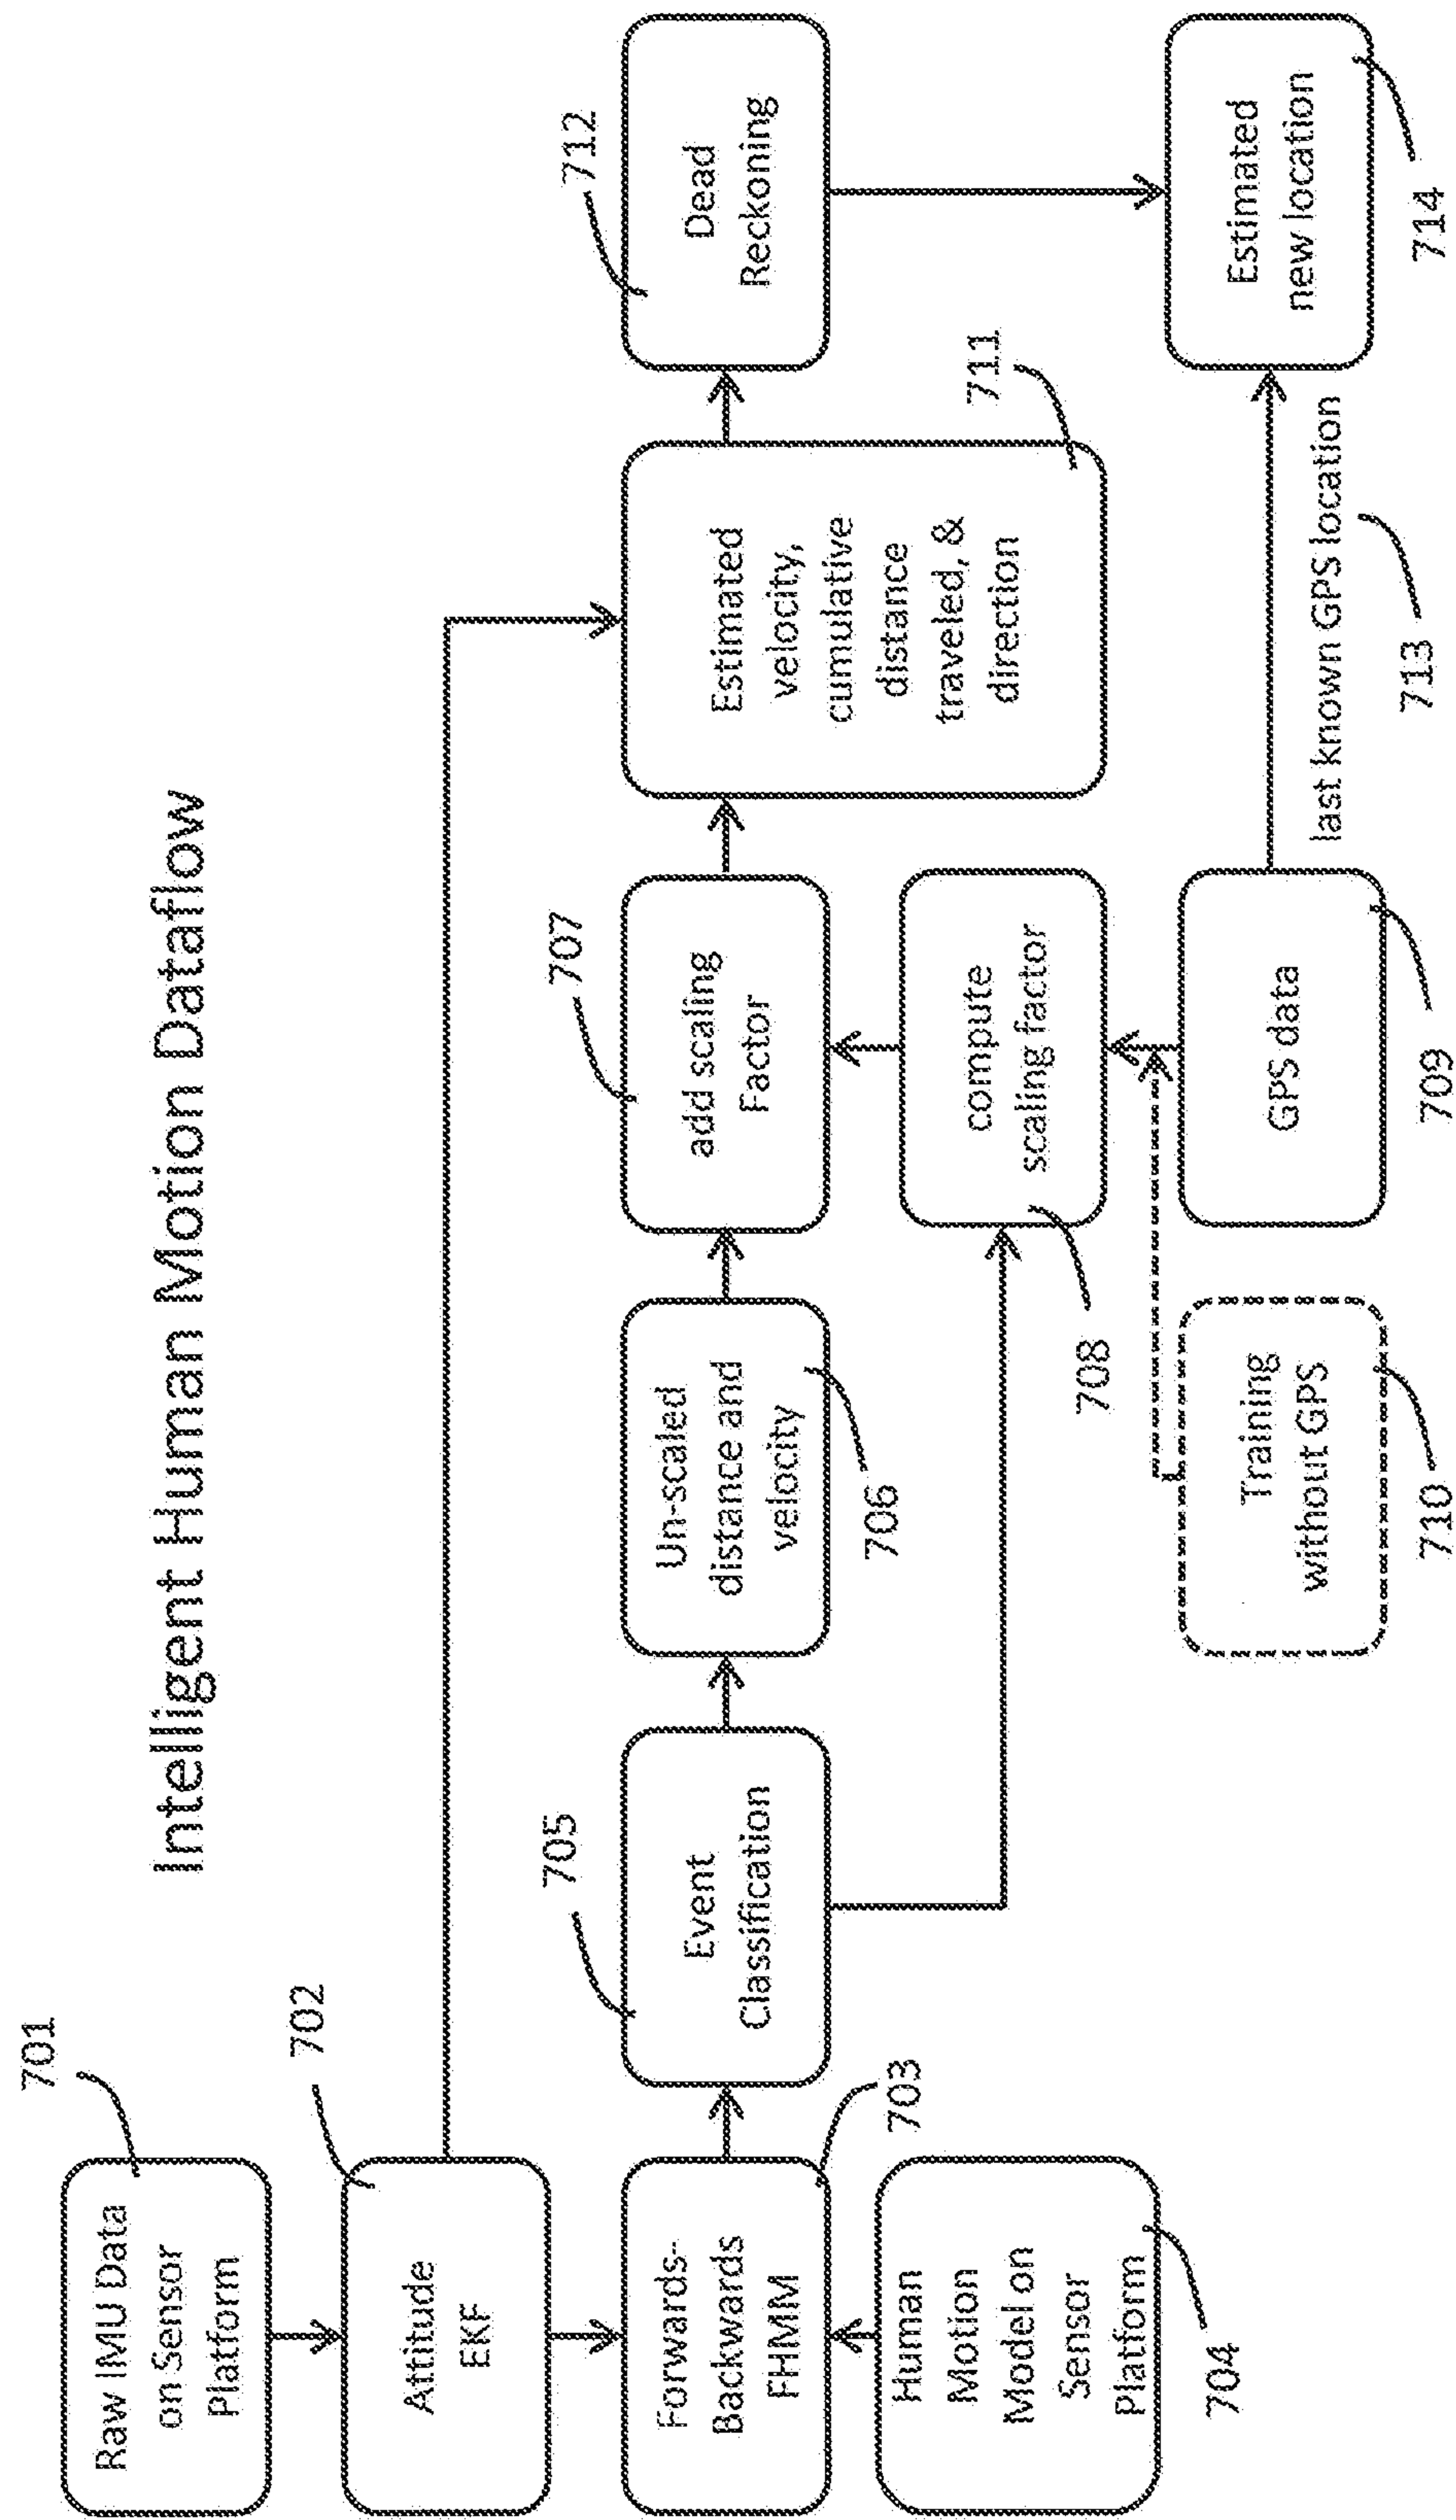 Intelligent Human Motion Dataflow
701
Raw IMU Data
on Sensor
Platform
702
Attitude
EKF
Forwards-
Backwards
FHMM
703
Human
Motion
Model on
Sensor
Platform
704
705
Event
Classification
Un-scaled
distance and
velocity
706
707
add scaling
Factor
compute
scaling factor
708
GPS data
709
Training
without GPS
710
Estimated
velocity,
cumulative
distance
traveled, &
direction
711
712
Dead
Reckoning
last known GPS location
713
Estimated
new location
714